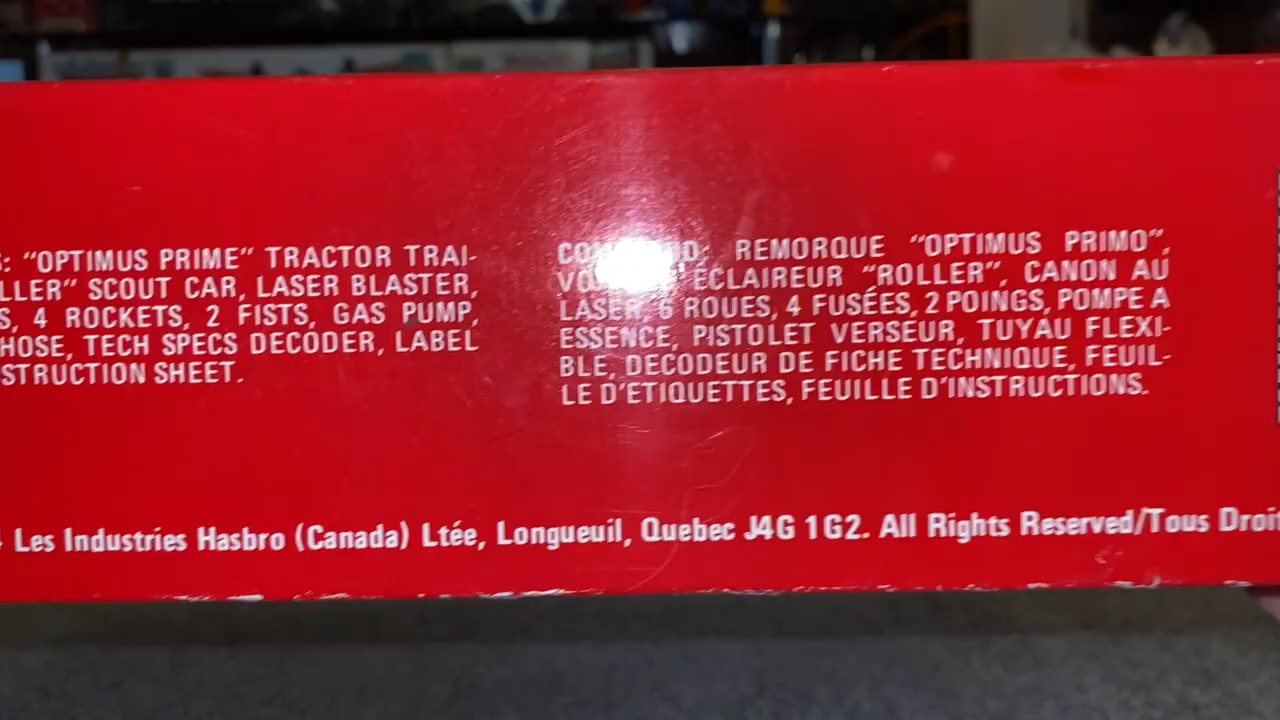 : "OPTIMUS PRIME" TRACTOR TRAI-
LLER" SCOUT CAR, LASER BLASTER,
S, 4 ROCKETS, 2 FISTS, GAS PUMP,
HOSE, TECH SPECS DECODER, LABEL
STRUCTION SHEET.
REMORQUE "OPTIMUS PRIMO",
ÉCLAIREUR "ROLLER", CANON AU
LASER, 6 ROUES, 4 FUSÉES, 2 POINGS, POMPE A
ESSENCE, PISTOLET VERSEUR, TUYAU FLEXI-
BLE, DECODEUR DE FICHE TECHNIQUE, FEUIL-
LE D'ETIQUETTES, FEUILLE D'INSTRUCTIONS.
Les Industries Hasbro (Canada) Ltée, Longueuil, Quebec J4G 1G2. All Rights Reserved/Tous Droi